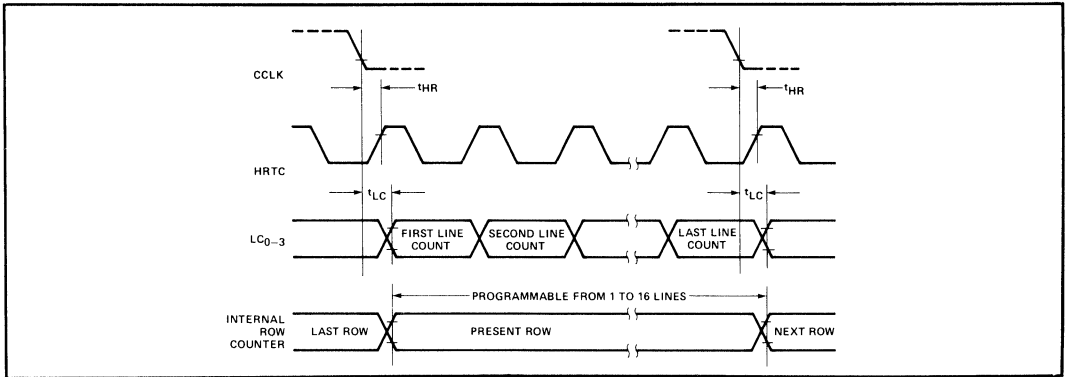 CCLK
tHR
tHR
HRTC
tLC
tLC
LC0–3
FIRST LINE COUNT
SECOND LINE COUNT
LAST LINE COUNT
PROGRAMMABLE FROM 1 TO 16 LINES
INTERNAL ROW COUNTER
LAST ROW
PRESENT ROW
NEXT ROW